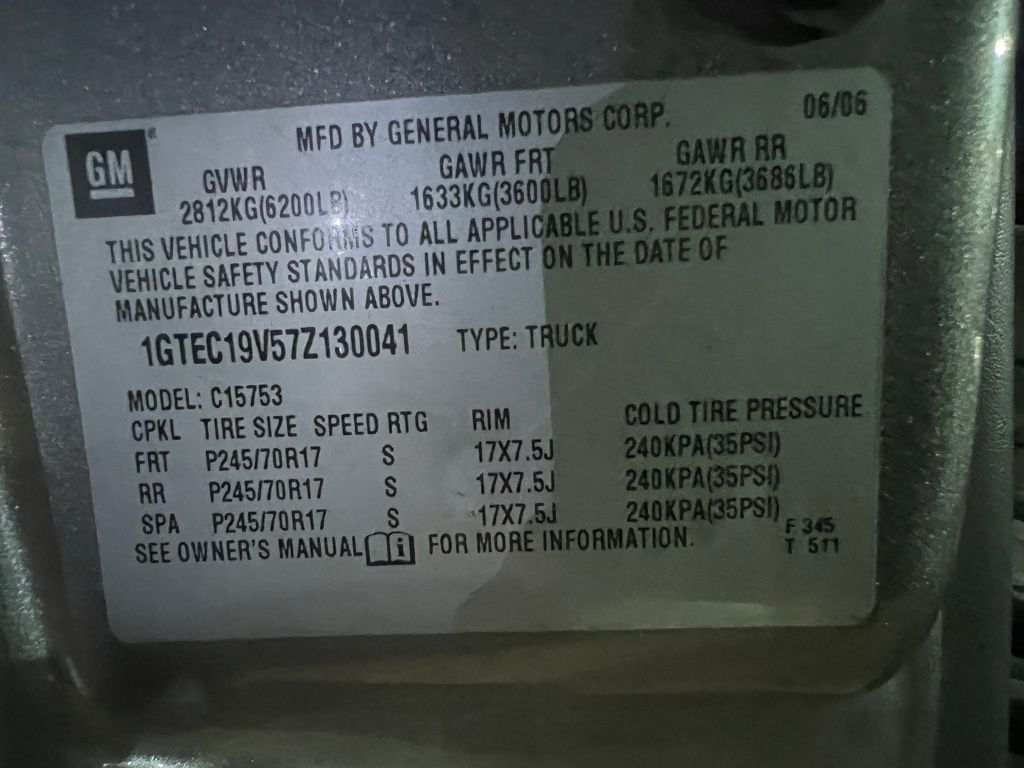 GM ® MFD BY GENERAL MOTORS CORP. 06/06
GVWR GAWR FRT GAWR RR
2812KG(6200LB) 1633KG(3600LB) 1672KG(3686LB)
THIS VEHICLE CONFORMS TO ALL APPLICABLE U.S. FEDERAL MOTOR
VEHICLE SAFETY STANDARDS IN EFFECT ON THE DATE OF
MANUFACTURE SHOWN ABOVE.
1GTEC19V57Z130041 TYPE: TRUCK
MODEL: C15753
CPKL TIRE SIZE SPEED RTG RIM COLD TIRE PRESSURE
FRT P245/70R17 S 17X7.5J 240KPA(35PSI)
RR P245/70R17 S 17X7.5J 240KPA(35PSI)
SPA P245/70R17 S 17X7.5J 240KPA(35PSI)
SEE OWNER'S MANUAL i FOR MORE INFORMATION.
F 345
T 511